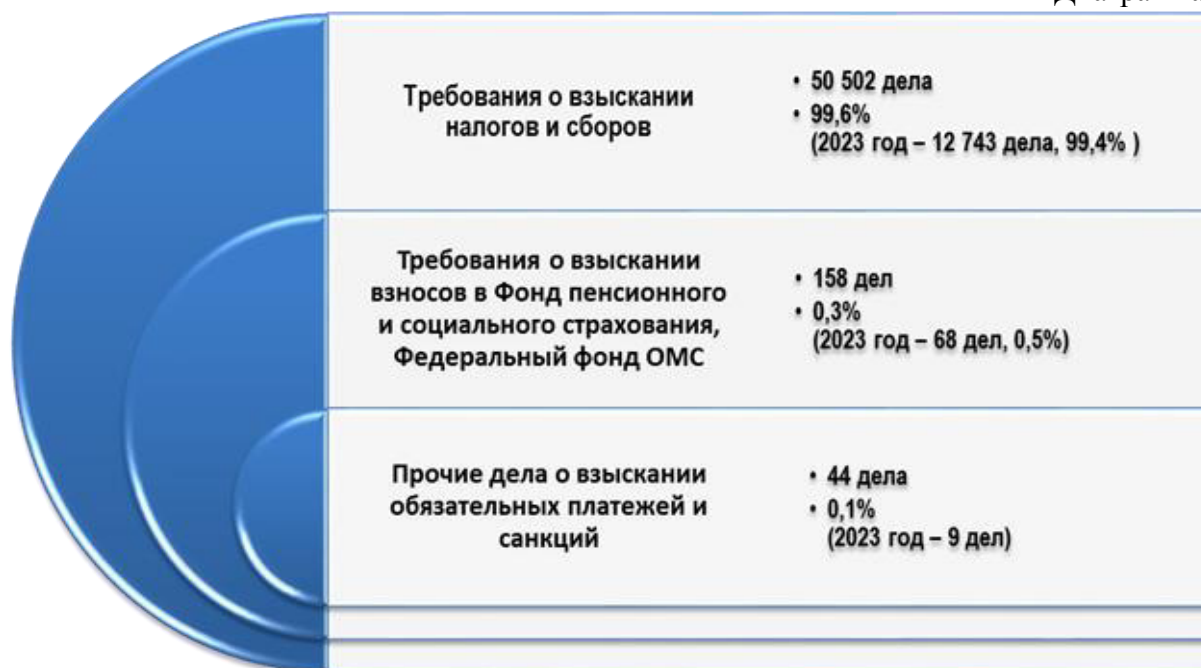 Требования о взыскании
налогов и сборов
• 50 502 дела
• 99,6%
(2023 год – 12 743 дела, 99,4% )
Требования о взыскании
взносов в Фонд пенсионного
и социального страхования,
Федеральный фонд ОМС
• 158 дел
• 0,3%
(2023 год – 68 дел, 0,5%)
Прочие дела о взыскании
обязательных платежей и
санкций
• 44 дела
• 0,1%
(2023 год – 9 дел)